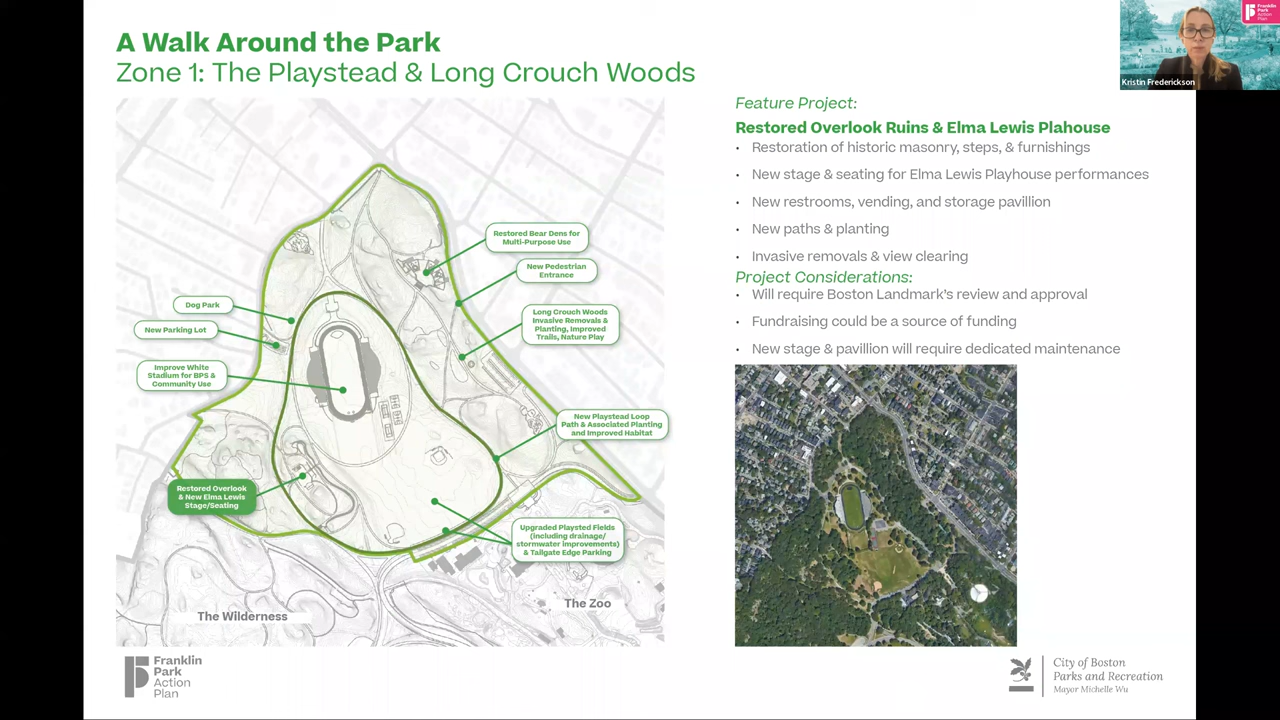 A Walk Around the Park
Zone 1: The Playstead & Long Crouch Woods
Franklin
Park
Action
Plan
Kristin Frederickson
Feature Project:
Restored Overlook Ruins & Elma Lewis Plahouse
• Restoration of historic masonry, steps, & furnishings
• New stage & seating for Elma Lewis Playhouse performances
• New restrooms, vending, and storage pavillion
• New paths & planting
• Invasive removals & view clearing
Project Considerations:
• Will require Boston Landmark's review and approval
• Fundraising could be a source of funding
• New stage & pavillion will require dedicated maintenance
Restored Bear Dens for
Multi-Purpose Use
New Pedestrian
Entrance
Dog Park
New Parking Lot
Long Crouch Woods
Invasive Removals &
Planting, Improved
Trails, Nature Play
Improve White
Stadium for BPS &
Community Use
New Playstead Loop
Path & Associated Planting
and Improved Habitat
Restored Overlook
& New Elma Lewis
Stage/Seating
Upgraded Playsted Fields
(including drainage/
stormwater improvements)
& Tailgate Edge Parking
The Wilderness
The Zoo
Franklin
Park
Action
Plan
City of Boston
Parks and Recreation
Mayor Michelle Wu